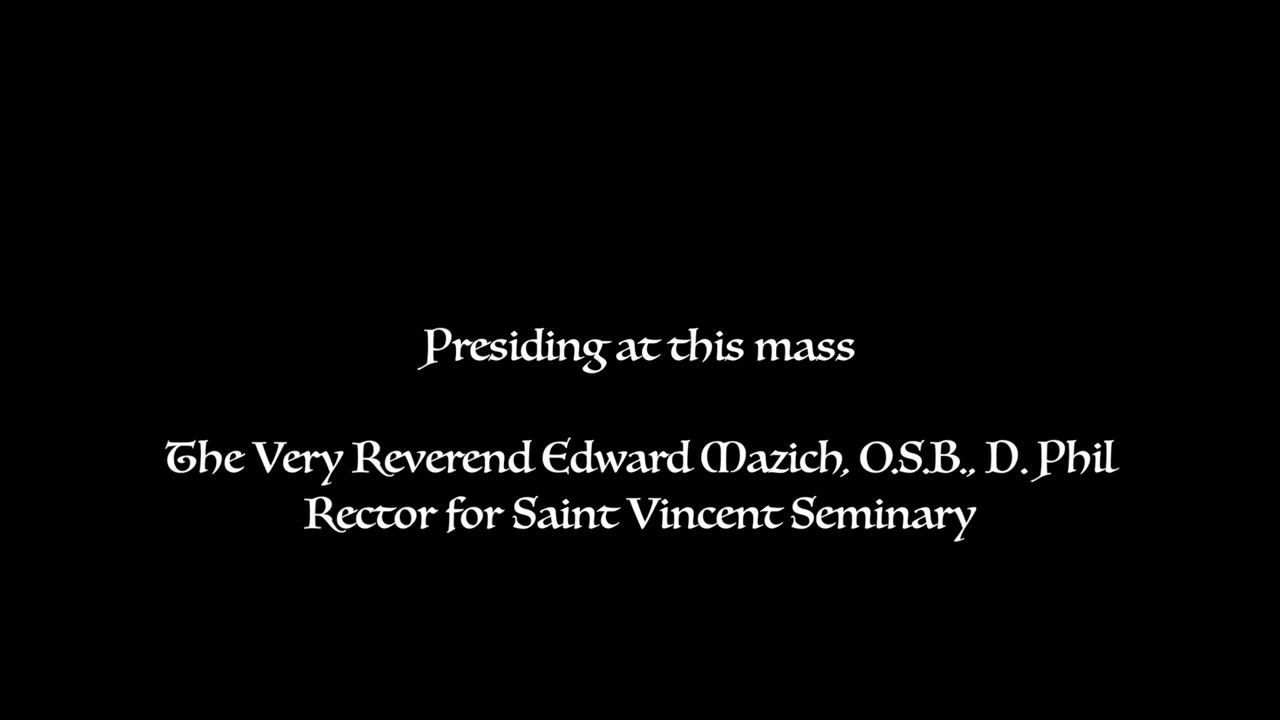 Presiding at this mass
The Very Reverend Edward Mazich, O.S.B., D. Phil
Rector for Saint Vincent Seminary